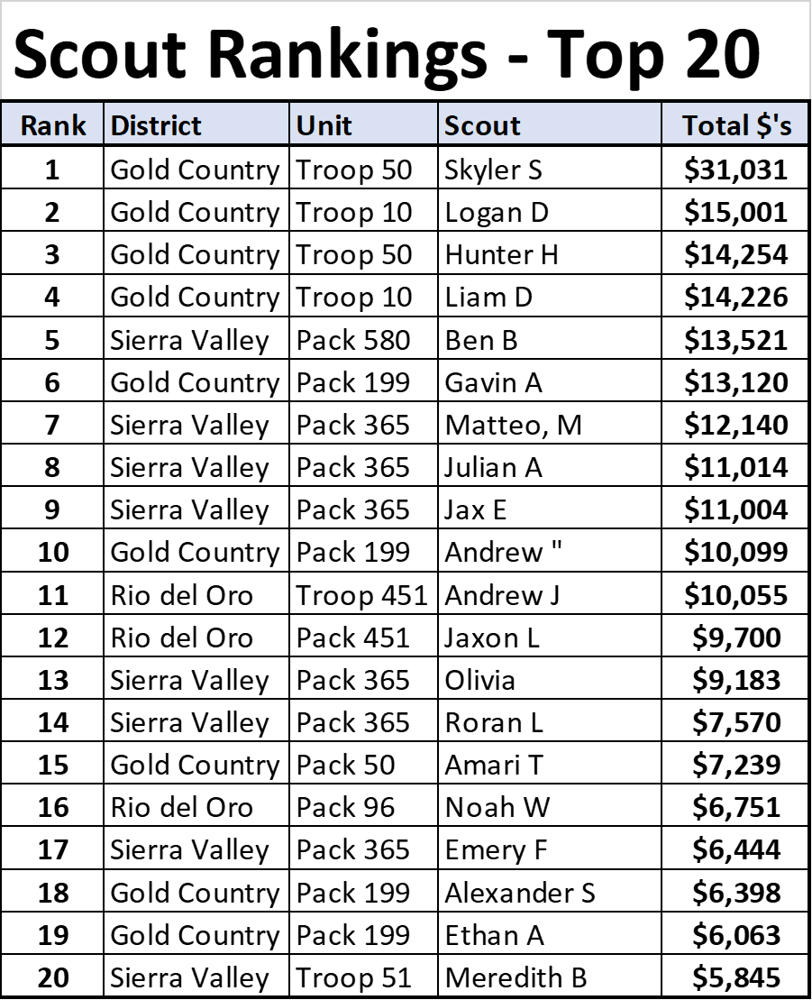 Scout Rankings - Top 20
Rank District Unit Scout Total $'s
1 Gold Country Troop 50 Skyler S $31,031
2 Gold Country Troop 10 Logan D $15,001
3 Gold Country Troop 50 Hunter H $14,254
4 Gold Country Troop 10 Liam D $14,226
5 Sierra Valley Pack 580 Ben B $13,521
6 Gold Country Pack 199 Gavin A $13,120
7 Sierra Valley Pack 365 Matteo, M $12,140
8 Sierra Valley Pack 365 Julian A $11,014
9 Sierra Valley Pack 365 Jax E $11,004
10 Gold Country Pack 199 Andrew " $10,099
11 Rio del Oro Troop 451 Andrew J $10,055
12 Rio del Oro Pack 451 Jaxon L $9,700
13 Sierra Valley Pack 365 Olivia $9,183
14 Sierra Valley Pack 365 Roran L $7,570
15 Gold Country Pack 50 Amari T $7,239
16 Rio del Oro Pack 96 Noah W $6,751
17 Sierra Valley Pack 365 Emery F $6,444
18 Gold Country Pack 199 Alexander S $6,398
19 Gold Country Pack 199 Ethan A $6,063
20 Sierra Valley Troop 51 Meredith B $5,845